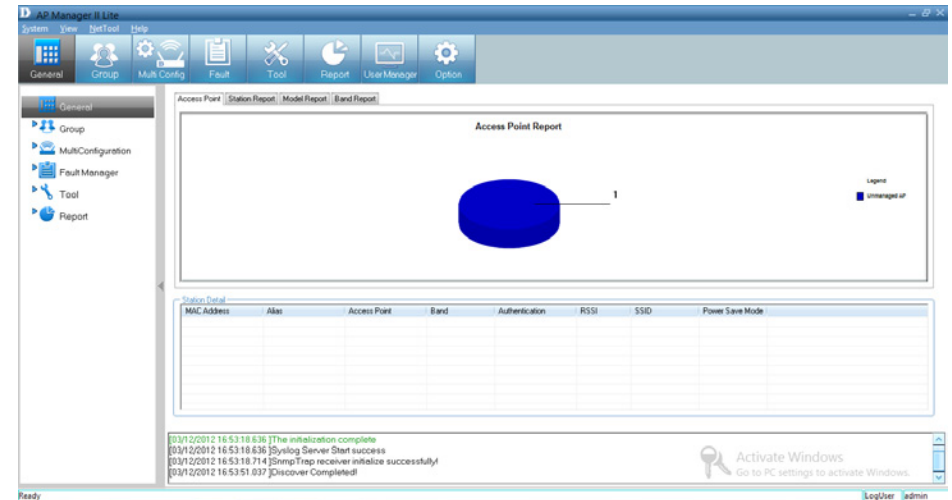 D AP Manager II Lite
System View NetTool Help
General Group Multi Config Fault Tool Report User Manager Option
General
Group
MultiConfiguration
Fault Manager
Tool
Report
Access Point Station Report Model Report Band Report
Access Point Report
1
Legend
Unmanaged AP
Station Detail
MAC Address Alias Access Point Band Authentication RSSI SSID Power Save Mode
[03/12/2012 16:53:18.636 ]The initialization complete
[03/12/2012 16:53:18.636 ]Syslog Server Start success
[03/12/2012 16:53:18.714 ]SnmpTrap receiver initialize successfully!
[03/12/2012 16:53:51.037 ]Discover Completed!
Activate Windows
Go to PC settings to activate Windows.
Ready LogUser admin